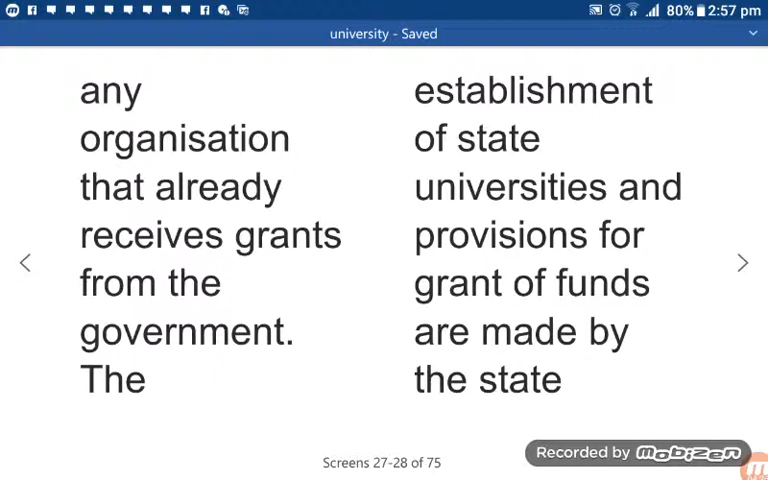 80% 2:57 pm
university - Saved
any
organisation
that already
receives grants
from the
government.
The
establishment
of state
universities and
provisions for
grant of funds
are made by
the state
Screens 27-28 of 75
Recorded by mobizen